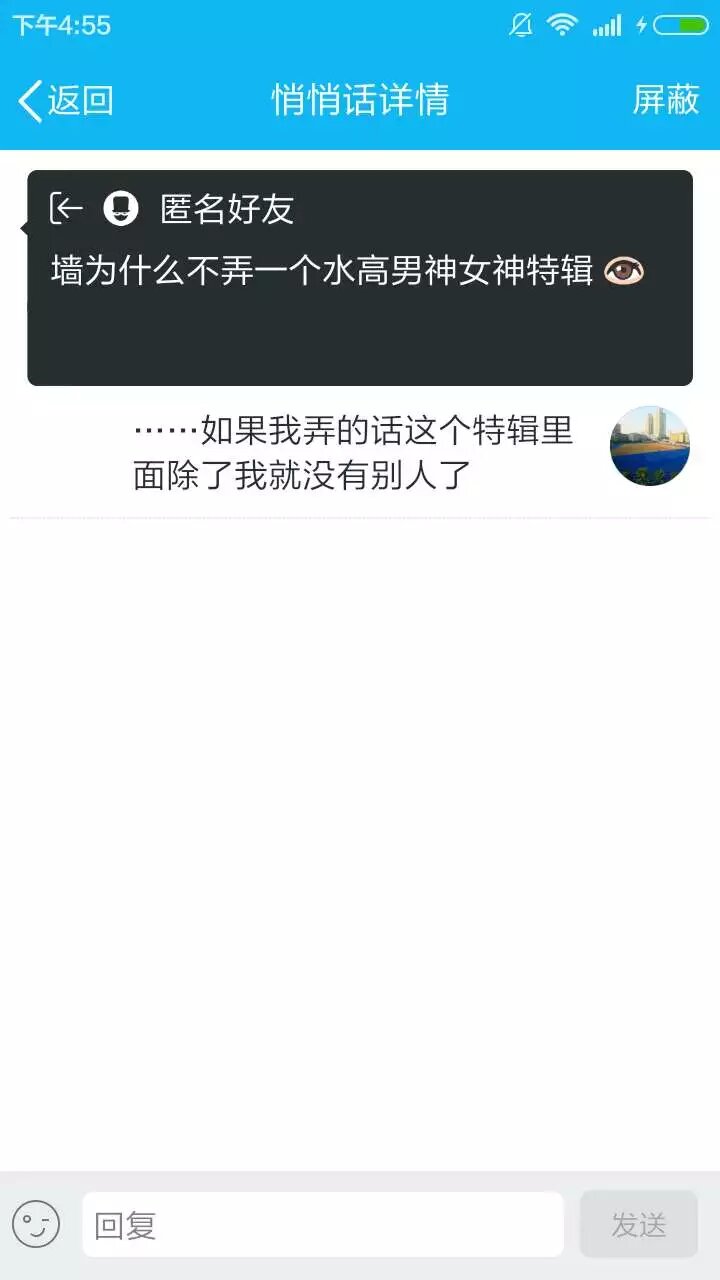 下午4:55
返回 悄悄话详情 屏蔽
匿名好友
墙为什么不弄一个水高男神女神特辑👁
……如果我弄的话这个特辑里
面除了我就没有别人了
回复 发送